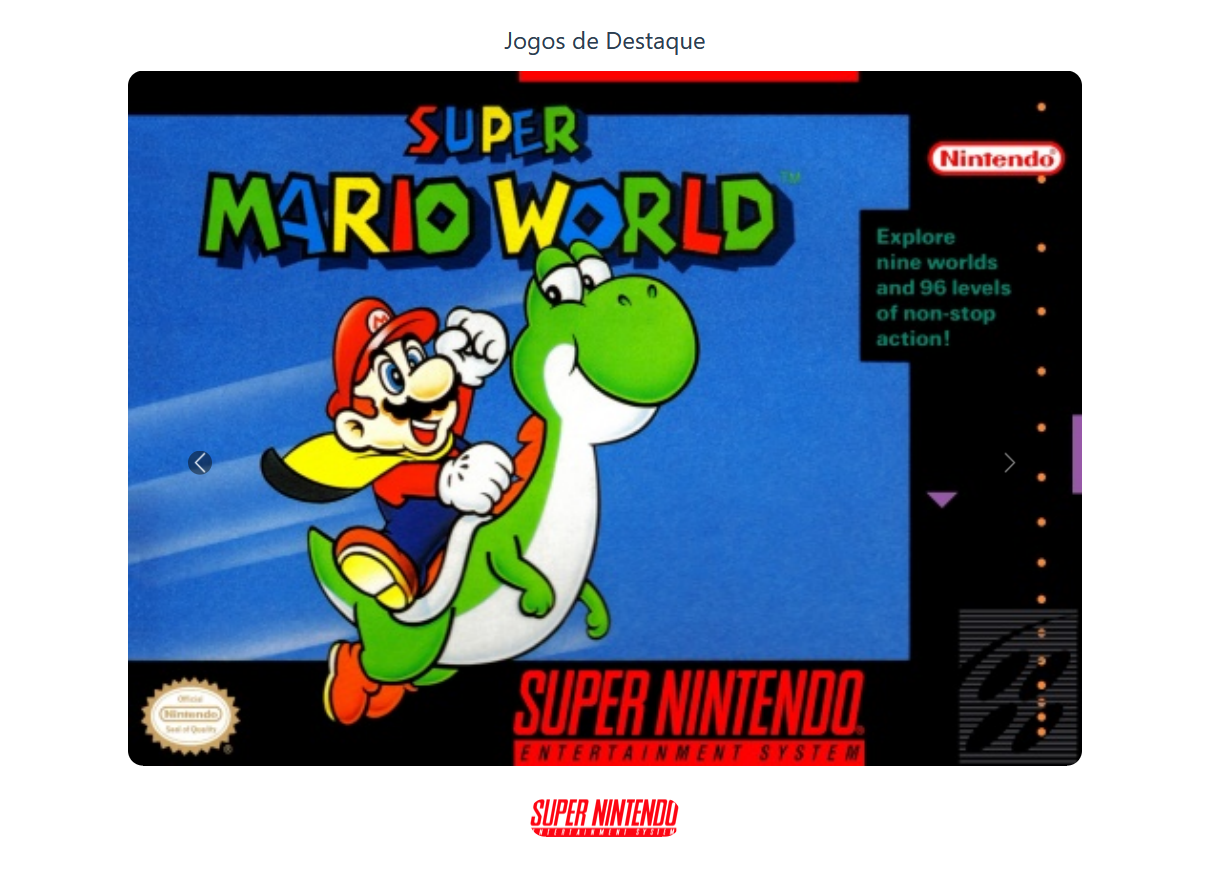 Jogos de Destaque
SUPER
MARIO WORLD™
Nintendo®
Explore
nine worlds
and 96 levels
of non-stop
action!
Official
Nintendo
Seal of Quality
®
SUPER NINTENDO®
ENTERTAINMENT SYSTEM
SUPER NINTENDO
ENTERTAINMENT SYSTEM